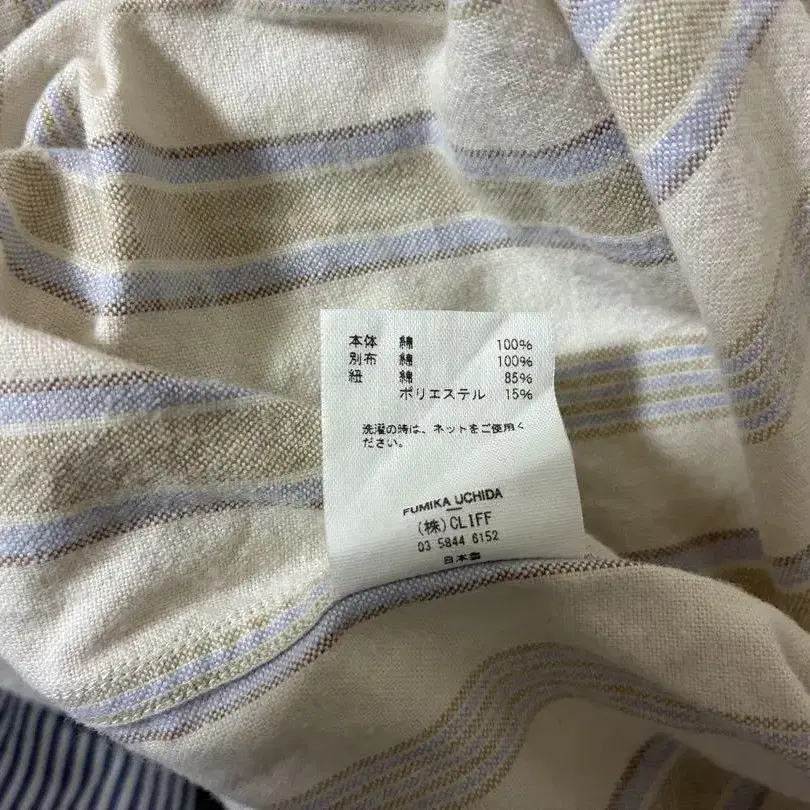 本体 綿 100%
別布 綿 100%
紐 綿 85%
ポリエステル 15%
洗濯の時は、ネットをご使用く
ださい。
FUMIKA UCHIDA
(株)CLIFF
03 5844 6152
日本製